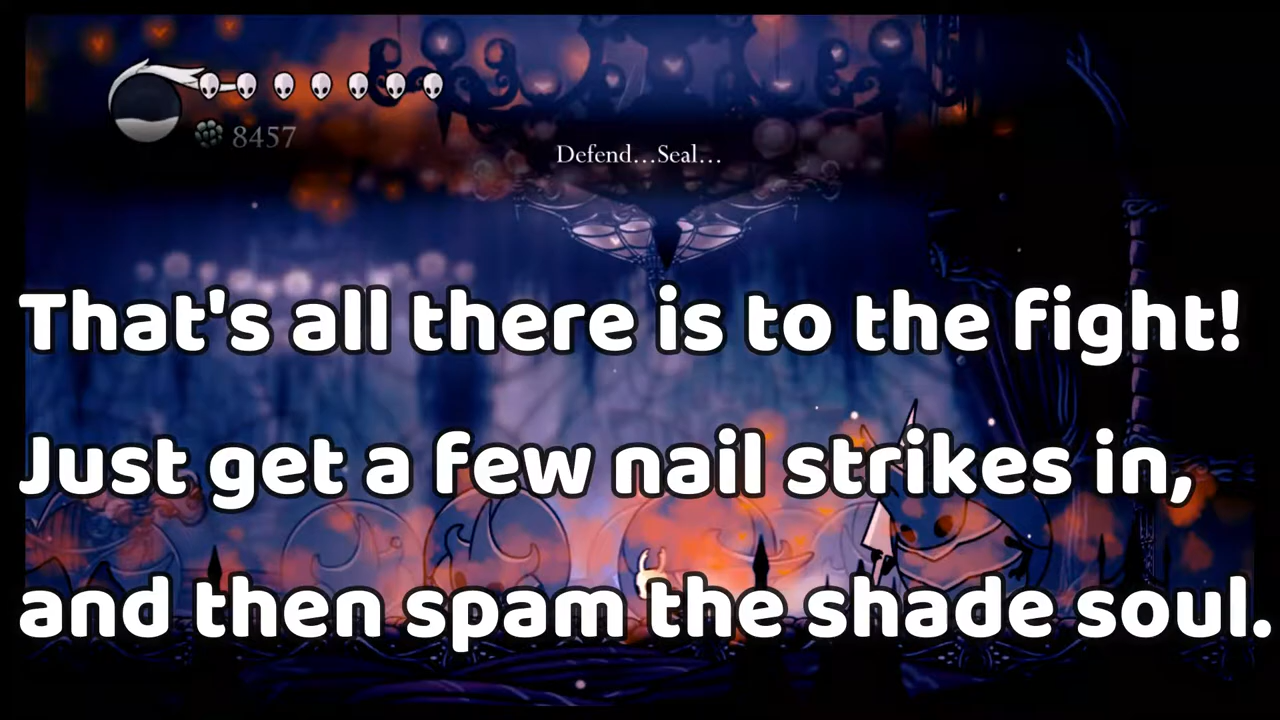 8457
Defend...Seal...
That's all there is to the fight!
Just get a few nail strikes in,
and then spam the shade soul.